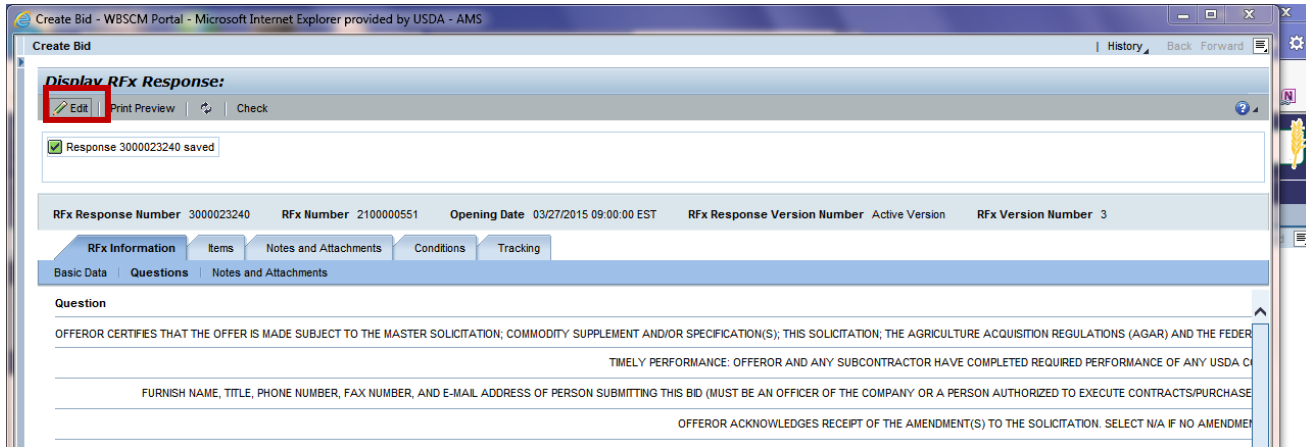 Create Bid - WBSCM Portal - Microsoft Internet Explorer provided by USDA - AMS
Create Bid | History Back Forward
Display RFx Response:
Edit | Print Preview | | Check
Response 3000023240 saved
RFx Response Number 3000023240 RFx Number 2100000551 Opening Date 03/27/2015 09:00:00 EST RFx Response Version Number Active Version RFx Version Number 3
RFx Information Items Notes and Attachments Conditions Tracking
Basic Data | Questions | Notes and Attachments
Question
OFFEROR CERTIFIES THAT THE OFFER IS MADE SUBJECT TO THE MASTER SOLICITATION; COMMODITY SUPPLEMENT AND/OR SPECIFICATION(S); THIS SOLICITATION; THE AGRICULTURE ACQUISITION REGULATIONS (AGAR) AND THE FEDER
TIMELY PERFORMANCE: OFFEROR AND ANY SUBCONTRACTOR HAVE COMPLETED REQUIRED PERFORMANCE OF ANY USDA C
FURNISH NAME, TITLE, PHONE NUMBER, FAX NUMBER, AND E-MAIL ADDRESS OF PERSON SUBMITTING THIS BID (MUST BE AN OFFICER OF THE COMPANY OR A PERSON AUTHORIZED TO EXECUTE CONTRACTS/PURCHASE
OFFEROR ACKNOWLEDGES RECEIPT OF THE AMENDMENT(S) TO THE SOLICITATION. SELECT N/A IF NO AMENDME